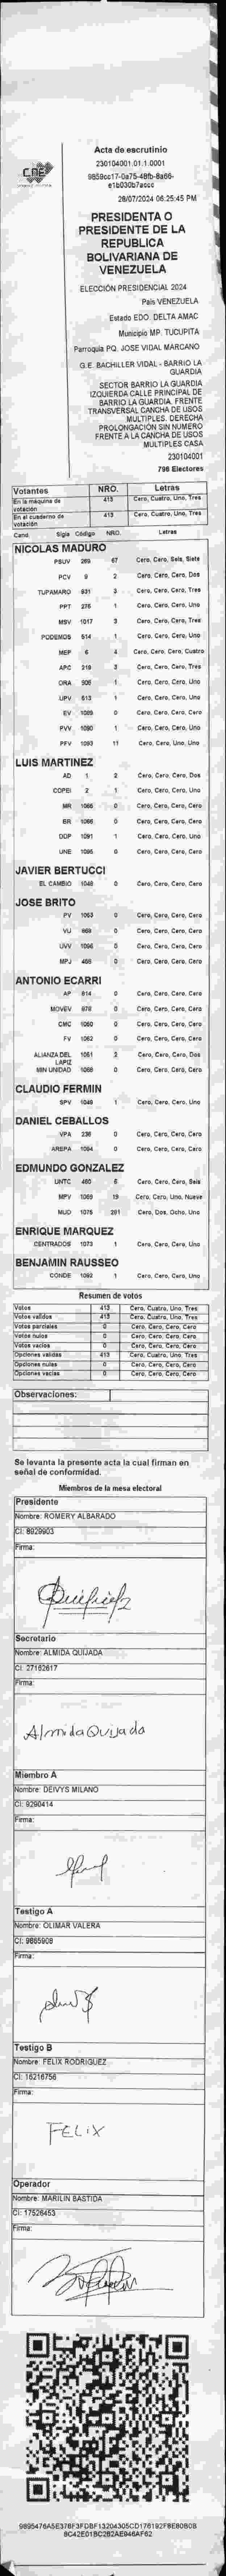 CNE
Acta de escrutinio
230104001.01.1.0001
28/07/2024 06:25:45 PM
PRESIDENTA O
PRESIDENTE DE LA
REPUBLICA
BOLIVARIANA DE
VENEZUELA
ELECCIÓN PRESIDENCIAL 2024
País VENEZUELA
Estado EDO. DELTA AMAC
Municipio MP. TUCUPITA
Parroquia PQ. JOSE VIDAL MARCANO
G.E. BACHILLER VIDAL - BARRIO LA
GUARDIA
SECTOR BARRIO LA GUARDIA
IZQUIERDA CALLE PRINCIPAL DE
BARRIO LA GUARDIA. FRENTE
TRANSVERSAL CANCHA DE USOS
MULTIPLES. DERECHA
PROLONGACIÓN SIN NUMERO
FRENTE A LA CANCHA DE USOS
MULTIPLES CASA
230104001
798 Electores
Votantes NRO. Letras
En la máquina de votación 413 Cero, Cuatro, Uno, Tres
En el cuaderno de votación 413 Cero, Cuatro, Uno, Tres
Cand. Sigla Código NRO. Letras
NICOLAS MADURO
PSUV 269 67 Cero, Cero, Seis, Siete
PCV 9 2 Cero, Cero, Cero, Dos
TUPAMARO 931 3 Cero, Cero, Cero, Tres
PPT 276 1 Cero, Cero, Cero, Uno
MSV 1017 3 Cero, Cero, Cero, Tres
PODEMOS 514 1 Cero, Cero, Cero, Uno
MEP 6 4 Cero, Cero, Cero, Cuatro
APC 219 3 Cero, Cero, Cero, Tres
ORA 906 1 Cero, Cero, Cero, Uno
UPV 613 1 Cero, Cero, Cero, Uno
EV 1089 0 Cero, Cero, Cero, Cero
PVV 1090 1 Cero, Cero, Cero, Uno
PFV 1093 11 Cero, Cero, Uno, Uno
LUIS MARTINEZ
AD 1 2 Cero, Cero, Cero, Dos
COPEI 2 1 Cero, Cero, Cero, Uno
MR 1066 0 Cero, Cero, Cero, Cero
BR 0 Cero, Cero, Cero, Cero
DDP 1091 1 Cero, Cero, Cero, Uno
UNE 1095 0 Cero, Cero, Cero, Cero
JAVIER BERTUCCI
EL CAMBIO 1048 0 Cero, Cero, Cero, Cero
JOSE BRITO
PV 1053 0 Cero, Cero, Cero, Cero
VU 869 0 Cero, Cero, Cero, Cero
UVV 1096 0 Cero, Cero, Cero, Cero
MPJ 468 0 Cero, Cero, Cero, Cero
ANTONIO ECARRI
AP 814 0 Cero, Cero, Cero, Cero
MOVEV 978 0 Cero, Cero, Cero, Cero
CMC 1050 0 Cero, Cero, Cero, Cero
FV 1062 0 Cero, Cero, Cero, Cero
ALIANZA DEL LAPIZ 1051 2 Cero, Cero, Cero, Dos
MIN UNIDAD 1088 0 Cero, Cero, Cero, Cero
CLAUDIO FERMIN
SPV 1046 1 Cero, Cero, Cero, Uno
DANIEL CEBALLOS
VPA 236 0 Cero, Cero, Cero, Cero
AREPA 1094 0 Cero, Cero, Cero, Cero
EDMUNDO GONZALEZ
UNTC 460 6 Cero, Cero, Cero, Seis
MPV 1069 19 Cero, Cero, Uno, Nueve
MUD 1075 281 Cero, Dos, Ocho, Uno
ENRIQUE MARQUEZ
CENTRADOS 1073 1 Cero, Cero, Cero, Uno
BENJAMIN RAUSSEO
CONDE 1092 1 Cero, Cero, Cero, Uno
Resumen de votos
Votos 413 Cero, Cuatro, Uno, Tres
Votos validos 413 Cero, Cuatro, Uno, Tres
Votos parciales 0 Cero, Cero, Cero, Cero
Votos nulos 0 Cero, Cero, Cero, Cero
Votos vacios 0 Cero, Cero, Cero, Cero
Opciones validas 413 Cero, Cuatro, Uno, Tres
Opciones nulas 0 Cero, Cero, Cero, Cero
Opciones vacias 0 Cero, Cero, Cero, Cero
Observaciones:
Se levanta la presente acta la cual firman en
señal de conformidad.
Miembros de la mesa electoral
Presidente
Nombre: ROMERY ALBARADO
CI: 8929903
Firma:
Secretario
Nombre: ALMIDA QUIJADA
CI: 27162617
Firma:
Almida Quijada
Miembro A
Nombre: DEIVYS MILANO
CI: 9290414
Firma:
Testigo A
Nombre: OLIMAR VALERA
CI: 9865908
Firma:
Testigo B
Nombre: FELIX RODRIGUEZ
CI: 16216756
Firma:
FELIX
Operador
Nombre: MARILIN BASTIDA
CI: 17526453
Firma: